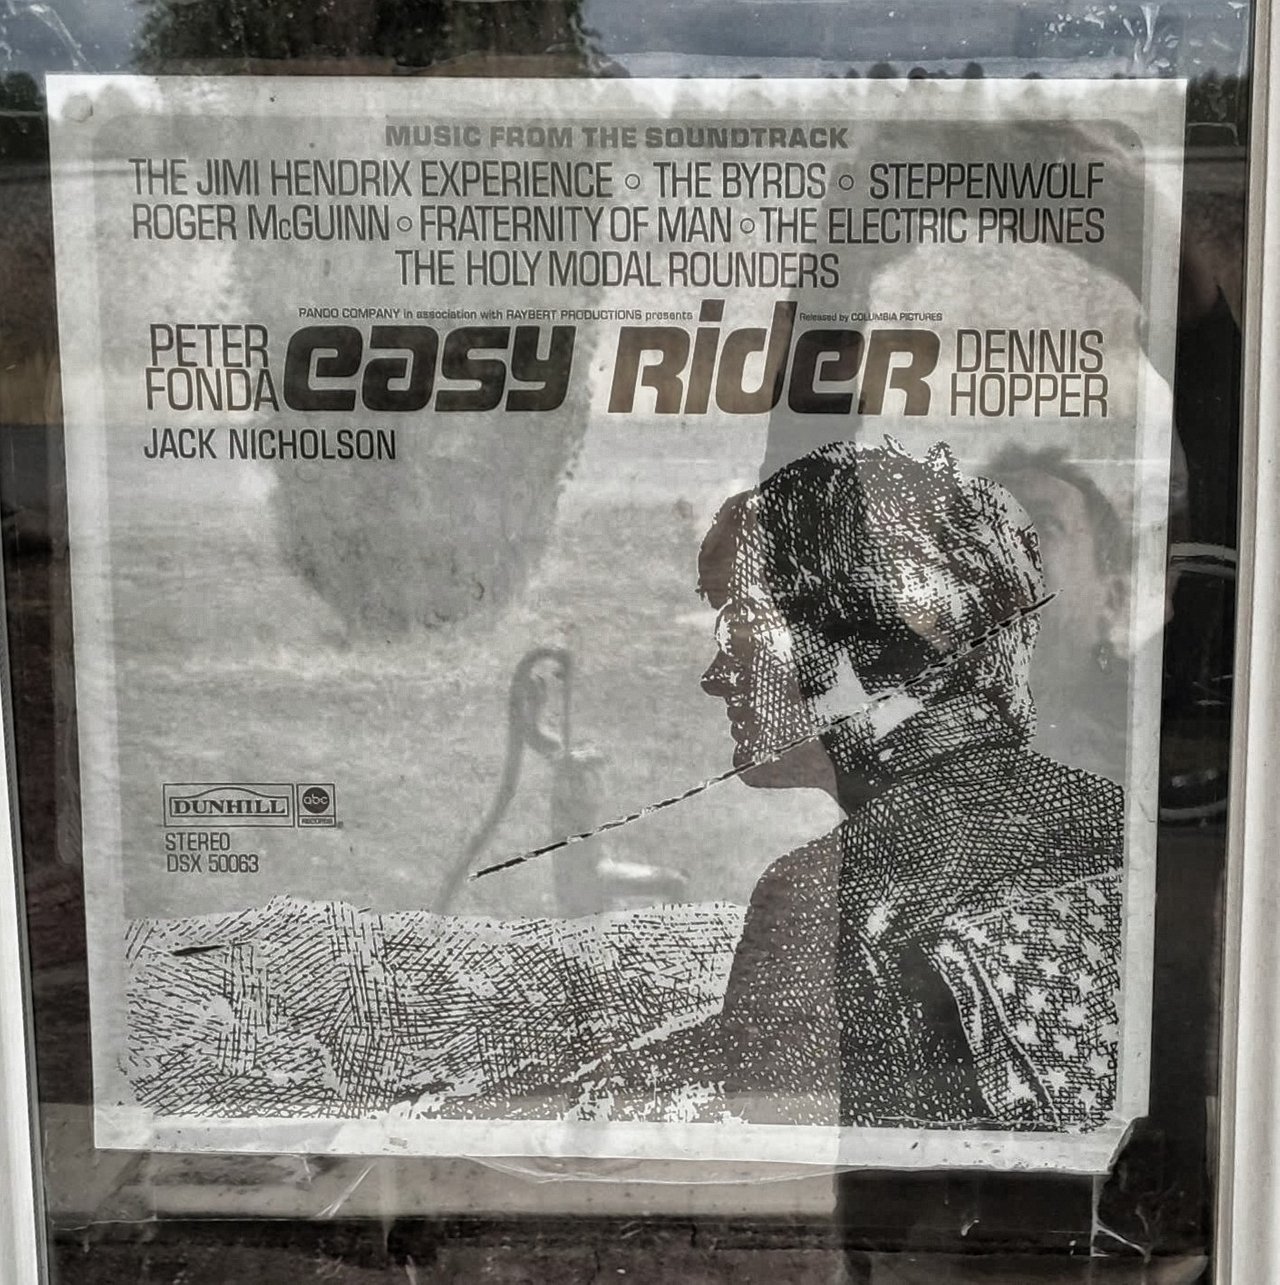 MUSIC FROM THE SOUNDTRACK
THE JIMI HENDRIX EXPERIENCE ○ THE BYRDS ○ STEPPENWOLF
ROGER McGUINN ○ FRATERNITY OF MAN ○ THE ELECTRIC PRUNES
THE HOLY MODAL ROUNDERS
PANDO COMPANY in association with RAYBERT PRODUCTIONS presents
Released by COLUMBIA PICTURES
PETER FONDA
easy Rider
DENNIS HOPPER
JACK NICHOLSON
DUNHILL
abc
RECORDS
STEREO
DSX 50063